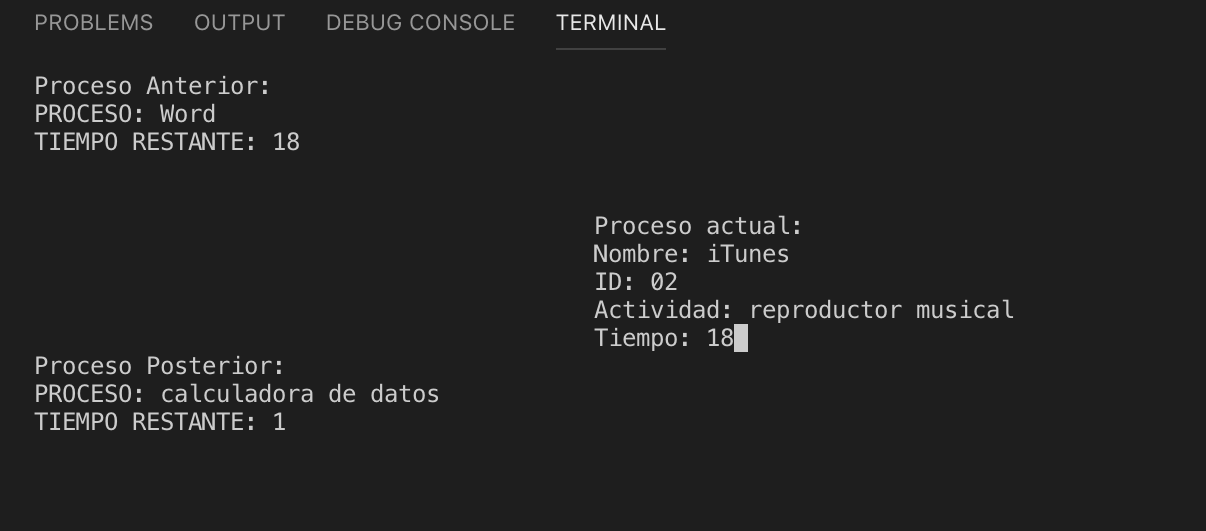 PROBLEMS OUTPUT DEBUG CONSOLE TERMINAL
Proceso Anterior:
PROCESO: Word
TIEMPO RESTANTE: 18
Proceso actual:
Nombre: iTunes
ID: 02
Actividad: reproductor musical
Tiempo: 18
Proceso Posterior:
PROCESO: calculadora de datos
TIEMPO RESTANTE: 1